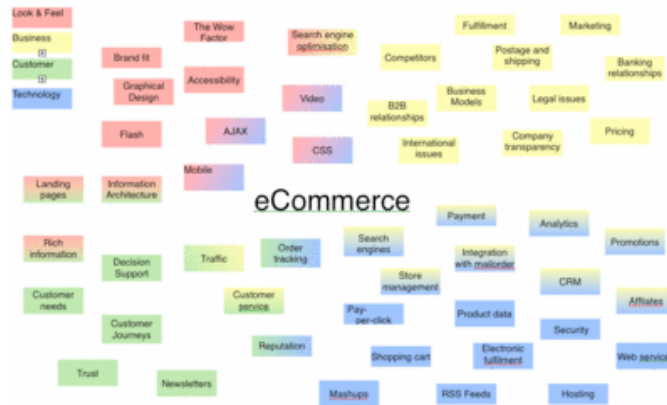 Look & Feel
Business
Customer
Technology
The Wow
Factor
Brand fit
Graphical
Design
Accessibility
Flash
AJAX
Mobile
Search engine
optimisation
Video
CSS
Competitors
Fulfillment
Marketing
Postage and
shipping
Banking
relationships
B2B
relationships
Business
Models
Legal issues
International
issues
Company
transparency
Pricing
Landing
pages
Information
Architecture
eCommerce
Rich
information
Decision
Support
Traffic
Order
tracking
Search
engines
Payment
Analytics
Promotions
Integration
with mailorder
Store
management
CRM
Affliates
Customer
needs
Customer
Journeys
Customer
service
Pay-
per-click
Product data
Security
Reputation
Shopping cart
Electronic
fulfilment
Web service
Trust
Newsletters
Mashups
RSS Feeds
Hosting